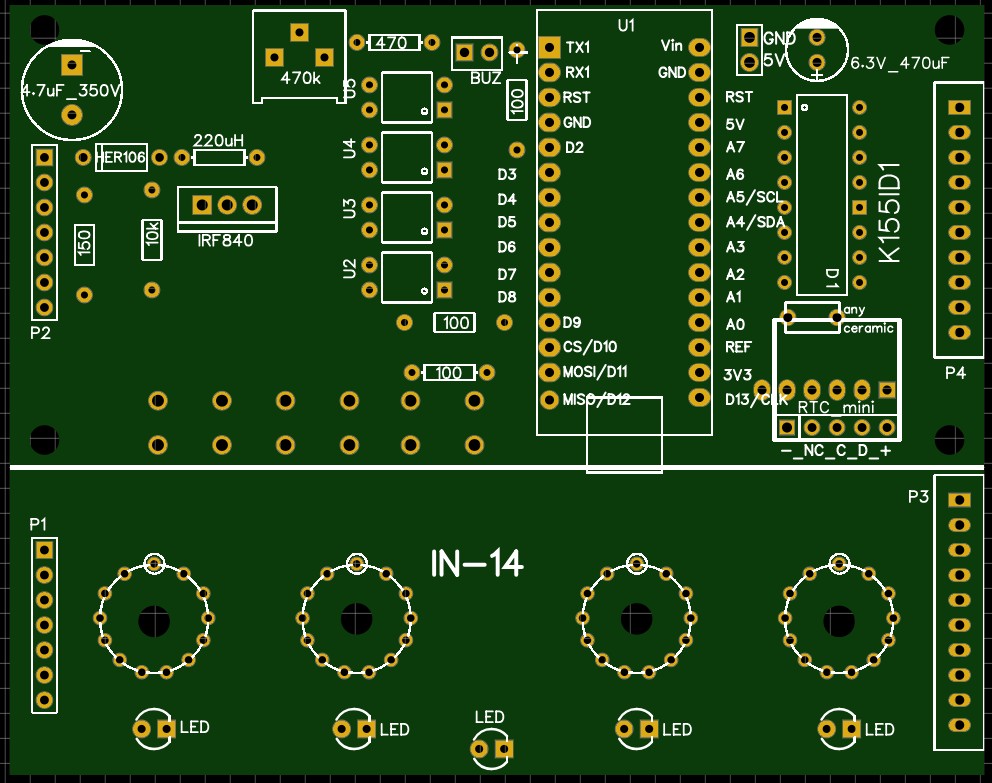 4.7uF_350V
470k
470
BUZ
100
U1
TX1
RX1
RST
GND
D2
D3
D4
D5
D6
D7
D8
D9
CS/D10
MOSI/D11
MISO/D12
Vin
GND
RST
5V
A7
A6
A5/SCL
A4/SDA
A3
A2
A1
A0
REF
3V3
D13/CLK
GND
5V
6.3V_470uF
+
K155ID1
D1
any
ceramic
RTC_mini
-_NC_C_D_+
P4
U5
U4
U3
U2
100
100
HER106
220uH
IRF840
150
10k
P2
P1
IN-14
P3
LED
LED
LED
LED
LED